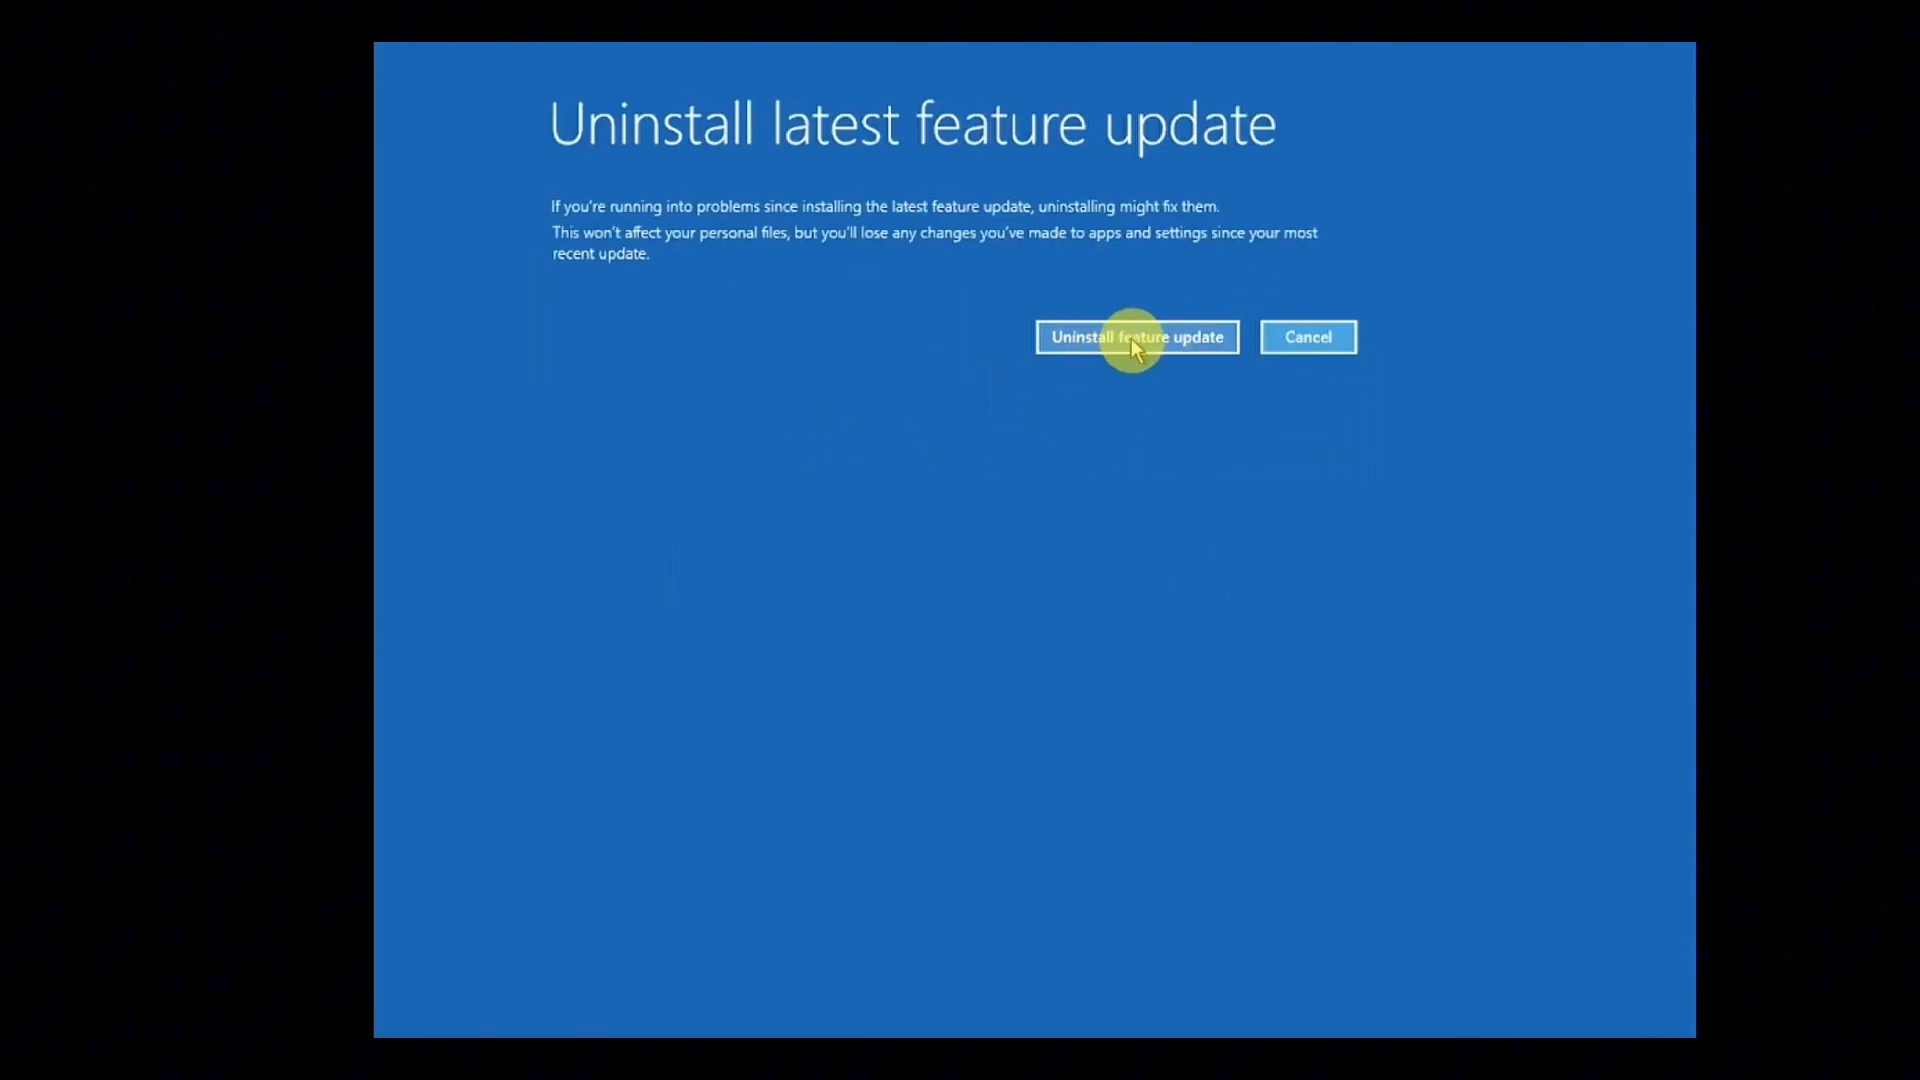 Uninstall latest feature update
If you're running into problems since installing the latest feature update, uninstalling might fix them.
This won't affect your personal files, but you'll lose any changes you've made to apps and settings since your most
recent update.
Uninstall feature update
Cancel